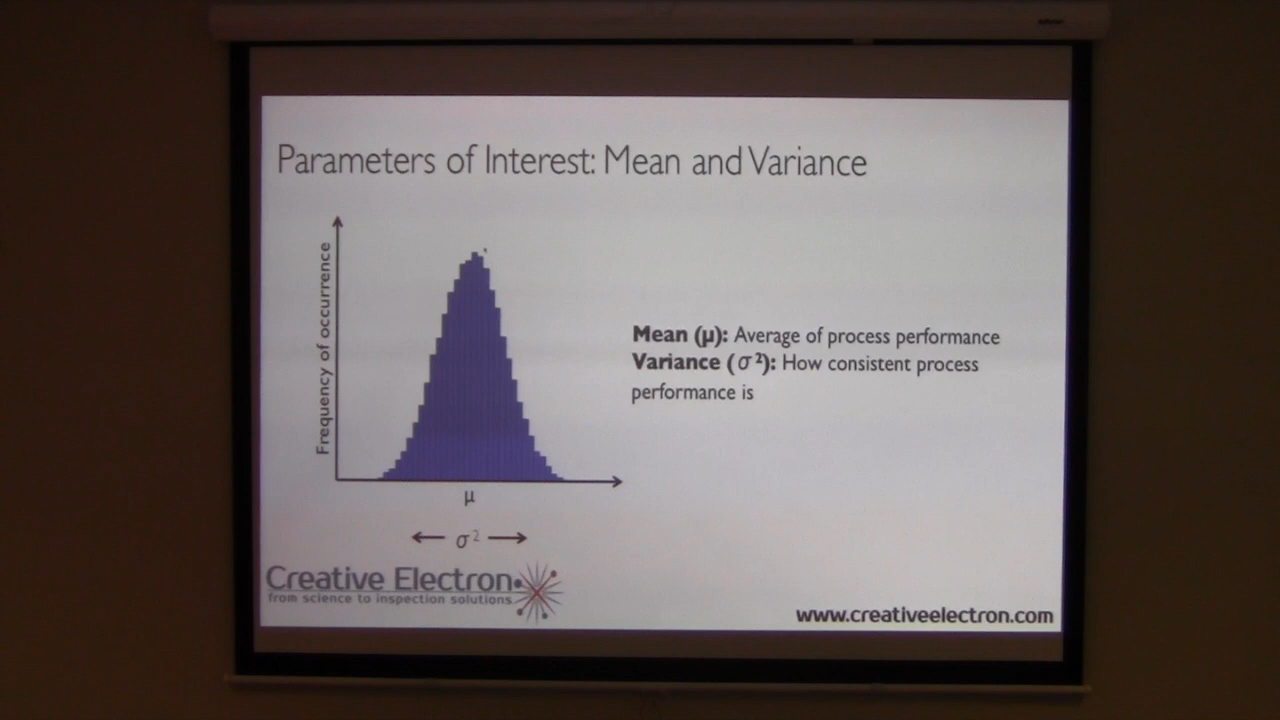 Parameters of Interest: Mean and Variance
Frequency of occurrence
Mean (μ): Average of process performance
Variance (σ²): How consistent process
performance is
μ
σ²
Creative Electron
from science to inspection solutions
www.creativeelectron.com